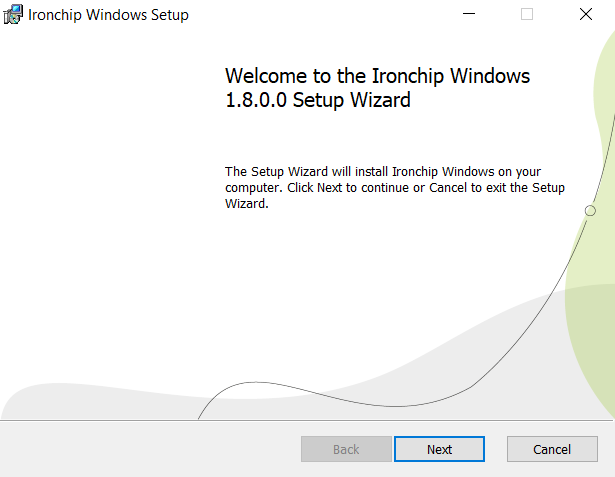 Ironchip Windows Setup
Welcome to the Ironchip Windows
1.8.0.0 Setup Wizard
The Setup Wizard will install Ironchip Windows on your
computer. Click Next to continue or Cancel to exit the Setup
Wizard.
Back
Next
Cancel